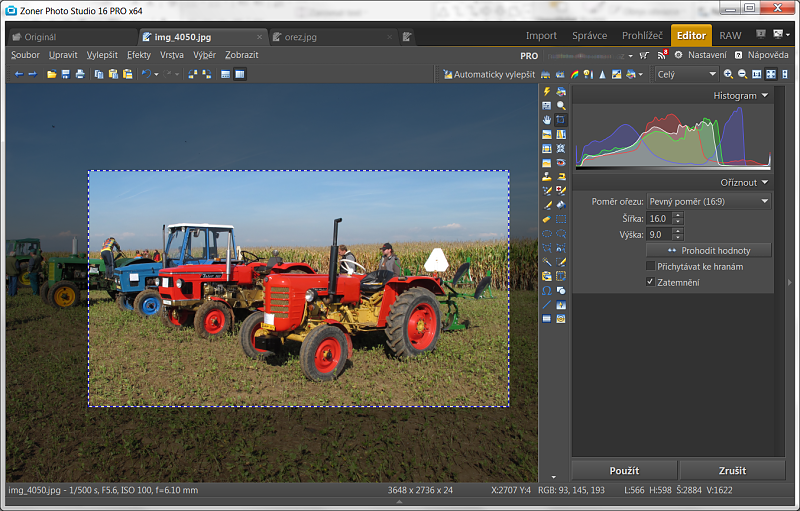 Zoner Photo Studio 16 PRO x64
Originál
img_4050.jpg
orez.jpg
Import
Správce
Prohlížeč
Editor
RAW
Soubor Upravit Vylepšit Efekty Vrstva Výběr Zobrazit
PRO
Nastavení
Nápověda
Automaticky vylepšit
Celý
1:1
Histogram
Oříznout
Poměr ořezu: Pevný poměr (16:9)
Šířka: 16.0
Výška: 9.0
Prohodit hodnoty
Přichytávat ke hranám
Zatemnění
Použít
Zrušit
img_4050.jpg - 1/500 s, F5.6, ISO 100, f=6.10 mm
3648 x 2736 x 24
X:2707 Y:4
RGB: 93, 145, 193
L:566 H:598 Š:2884 V:1622